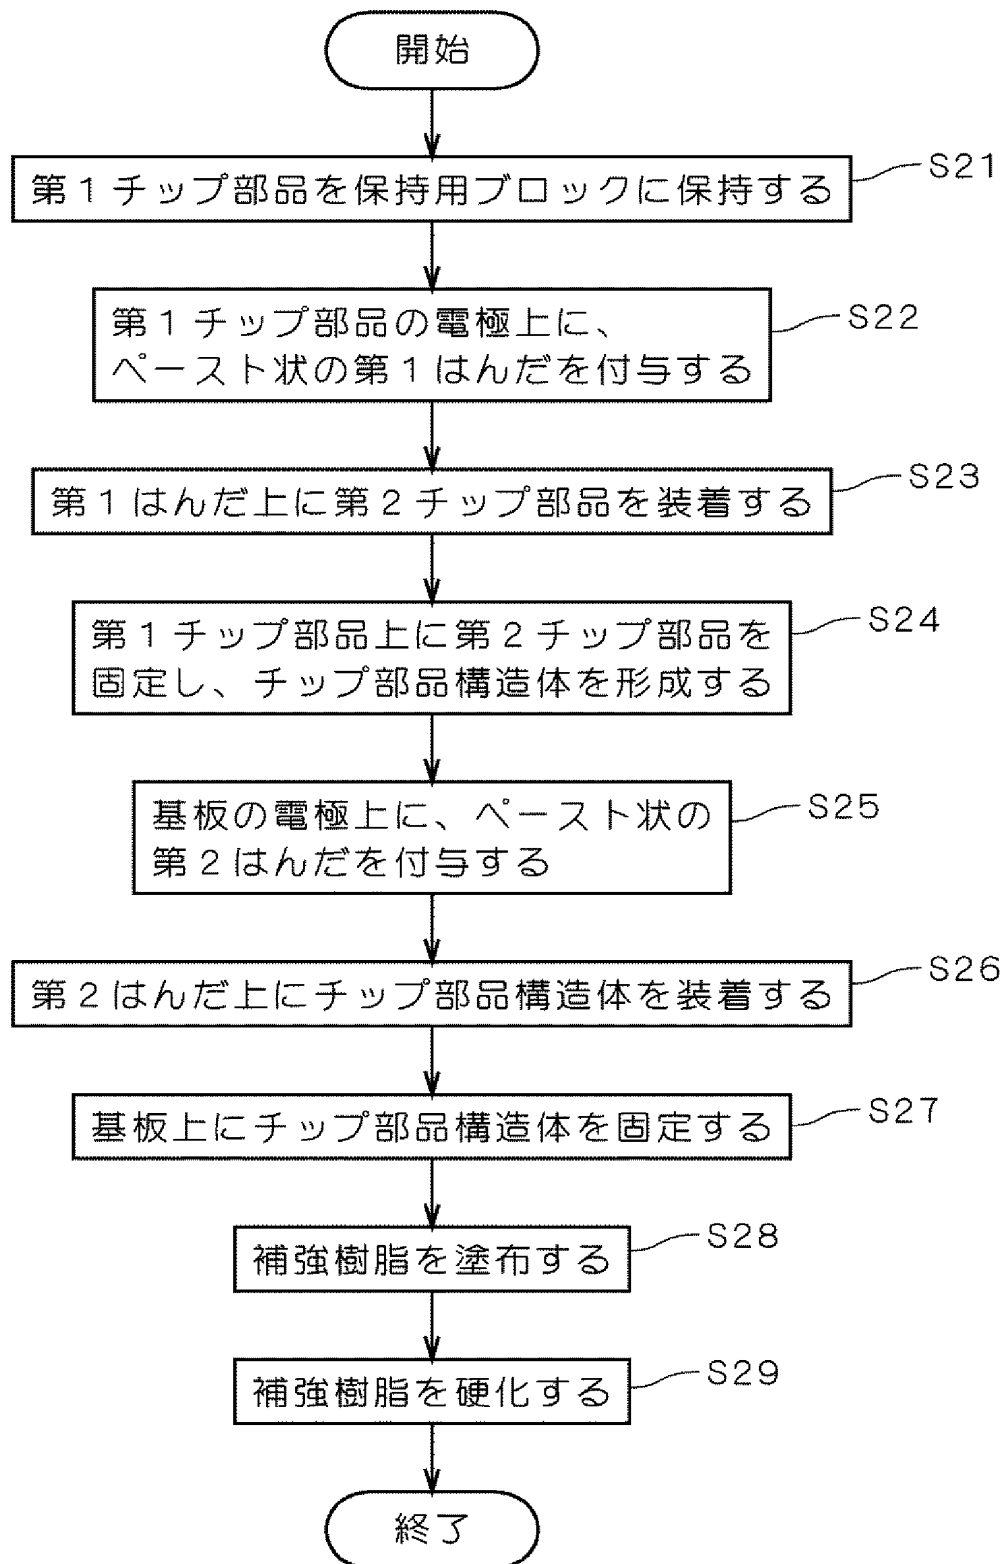 開始
第1チップ部品を保持用ブロックに保持する
S21
第1チップ部品の電極上に、
ペースト状の第1はんだを付与する
S22
第1はんだ上に第2チップ部品を装着する
S23
第1チップ部品上に第2チップ部品を
固定し、チップ部品構造体を形成する
S24
基板の電極上に、ペースト状の
第2はんだを付与する
S25
第2はんだ上にチップ部品構造体を装着する
S26
基板上にチップ部品構造体を固定する
S27
補強樹脂を塗布する
S28
補強樹脂を硬化する
S29
終了